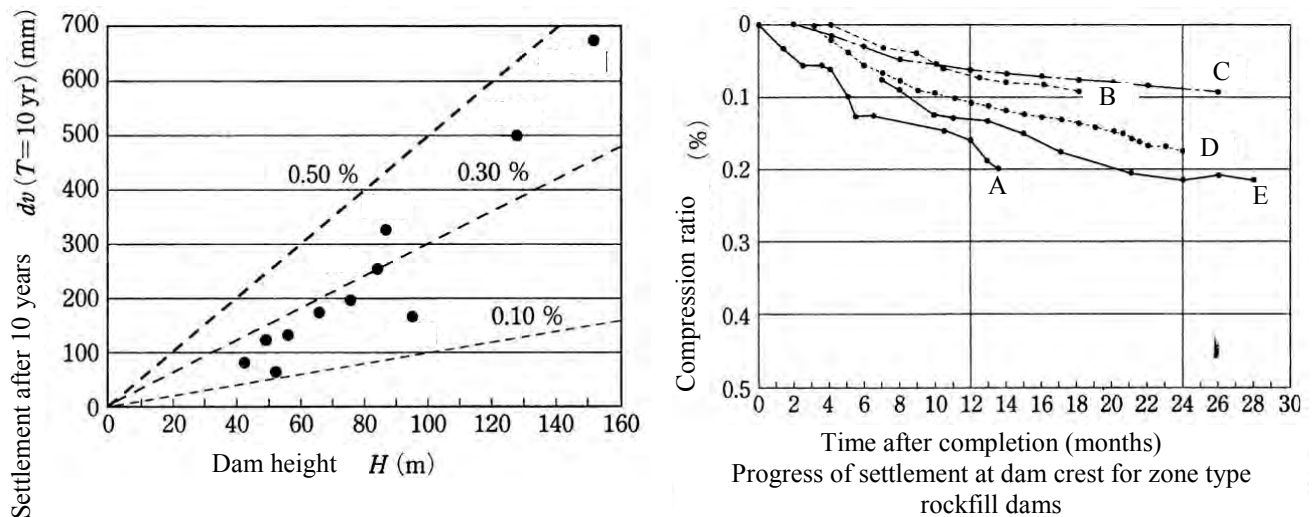 Settlement after 10 years dv (T=10 yr) (mm)
700
600
500
400
300
200
100
0
0.50 %
0.30 %
0.10 %
0 20 40 60 80 100 120 140 160
Dam height H (m)
Compression ratio (%)
0
0.1
0.2
0.3
0.4
0.5
C
B
D
A
E
0 2 4 6 8 10 12 14 16 18 20 22 24 26 28 30
Time after completion (months)
Progress of settlement at dam crest for zone type
rockfill dams